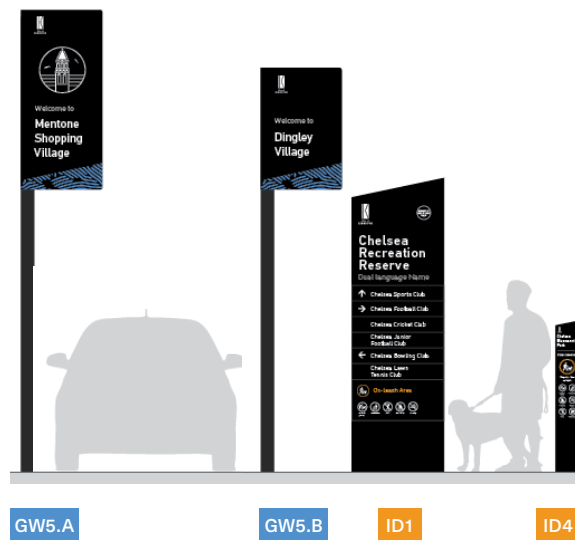 Welcome to
Mentone
Shopping
Village
Welcome to
Dingley
Village
Chelsea
Recreation
Reserve
Dual language Name
Chelsea Sports Club
Chelsea Football Club
Chelsea Cricket Club
Chelsea Junior
Football Club
Chelsea Bowling Club
Chelsea Lawn
Tennis Club
On-leash Area
Chelsea
GW5.A
GW5.B
ID1
ID4